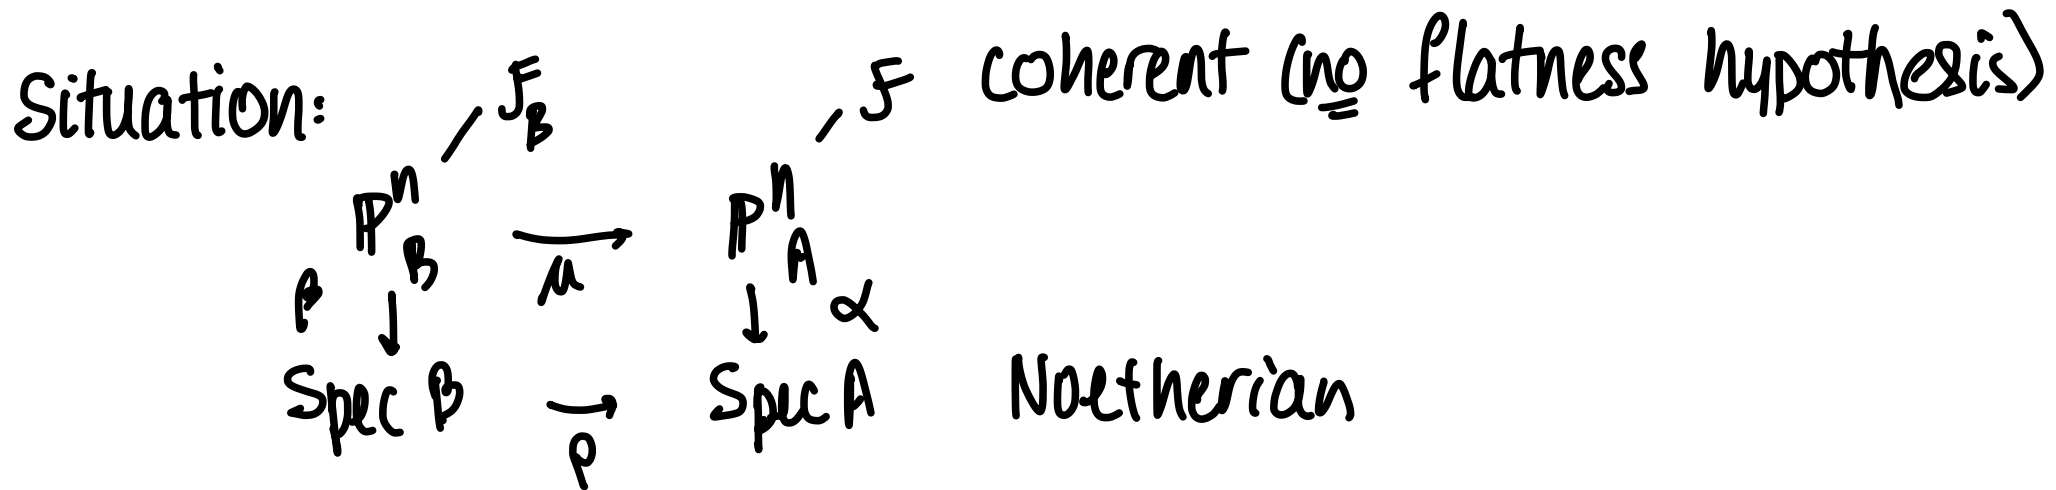 Situation: F_B F coherent (no flatness hypothesis)
P^n_B → P^n_A
μ
β ↓ ↓ α
Spec B → Spec A Noetherian
ρ